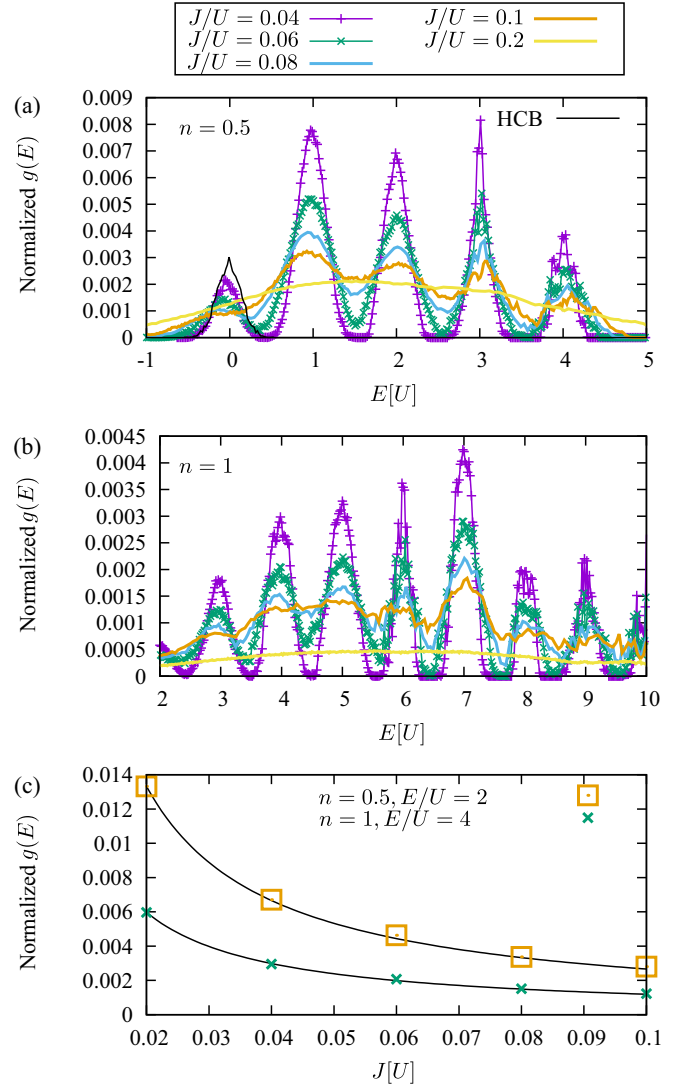 J/U = 0.04
J/U = 0.06
J/U = 0.08
J/U = 0.1
J/U = 0.2
(a)
Normalized g(E)
0.009
0.008
0.007
0.006
0.005
0.004
0.003
0.002
0.001
0
n = 0.5
HCB
-1 0 1 2 3 4 5
E[U]
(b)
Normalized g(E)
0.0045
0.004
0.0035
0.003
0.0025
0.002
0.0015
0.001
0.0005
0
n = 1
2 3 4 5 6 7 8 9 10
E[U]
(c)
Normalized g(E)
0.014
0.012
0.01
0.008
0.006
0.004
0.002
0
n = 0.5, E/U = 2
n = 1, E/U = 4
0.02 0.03 0.04 0.05 0.06 0.07 0.08 0.09 0.1
J[U]